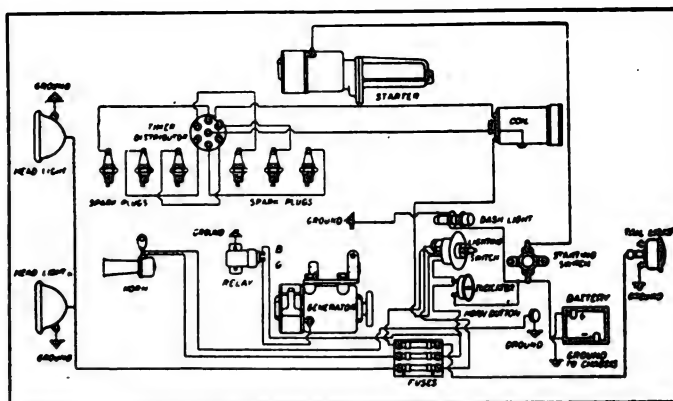 GROUND
STARTER
TIMER
DISTRIBUTOR
COIL
HEAD LIGHT
SPARK PLUGS
SPARK PLUGS
GROUND
DASH LIGHT
TAIL LIGHT
LIGHTING
SWITCH
STARTING
SWITCH
GROUND
B
G
HORN
RELAY
GENERATOR
INDICATOR
HEAD LIGHT
HORN BUTTON
BATTERY
GROUND
GROUND
GROUND
GROUND
TO CHASSIS
FUSES